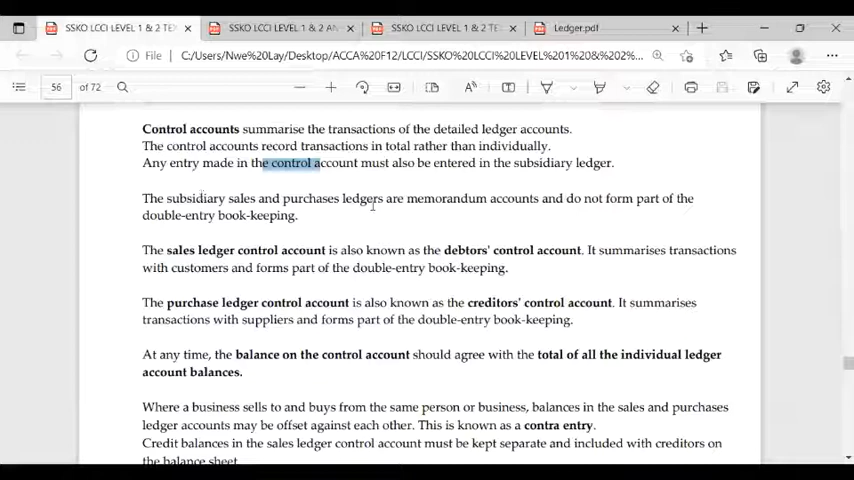 SSKO LCCI LEVEL 1 & 2 TE
SSKO LCCI LEVEL 1 & 2 AN
SSKO LCCI LEVEL 1 & 2 TE
Ledger.pdf
File
C:/Users/Nwe%20Lay/Desktop/ACCA%20F12/LCCI/SSKO%20LCCI%20LEVEL%201%20&%202%...
56 of 72
Control accounts summarise the transactions of the detailed ledger accounts.
The control accounts record transactions in total rather than individually.
Any entry made in the control account must also be entered in the subsidiary ledger.
The subsidiary sales and purchases ledgers are memorandum accounts and do not form part of the
double-entry book-keeping.
The sales ledger control account is also known as the debtors' control account. It summarises transactions
with customers and forms part of the double-entry book-keeping.
The purchase ledger control account is also known as the creditors' control account. It summarises
transactions with suppliers and forms part of the double-entry book-keeping.
At any time, the balance on the control account should agree with the total of all the individual ledger
account balances.
Where a business sells to and buys from the same person or business, balances in the sales and purchases
ledgers may be offset against each other. This is known as a contra entry.
Credit balances in the sales ledger control account must be kept separate and included with creditors on
the balance sheet.